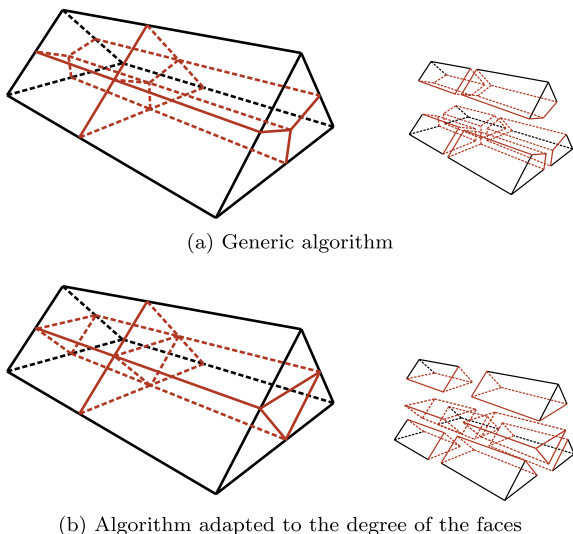 (a) Generic algorithm
(b) Algorithm adapted to the degree of the faces